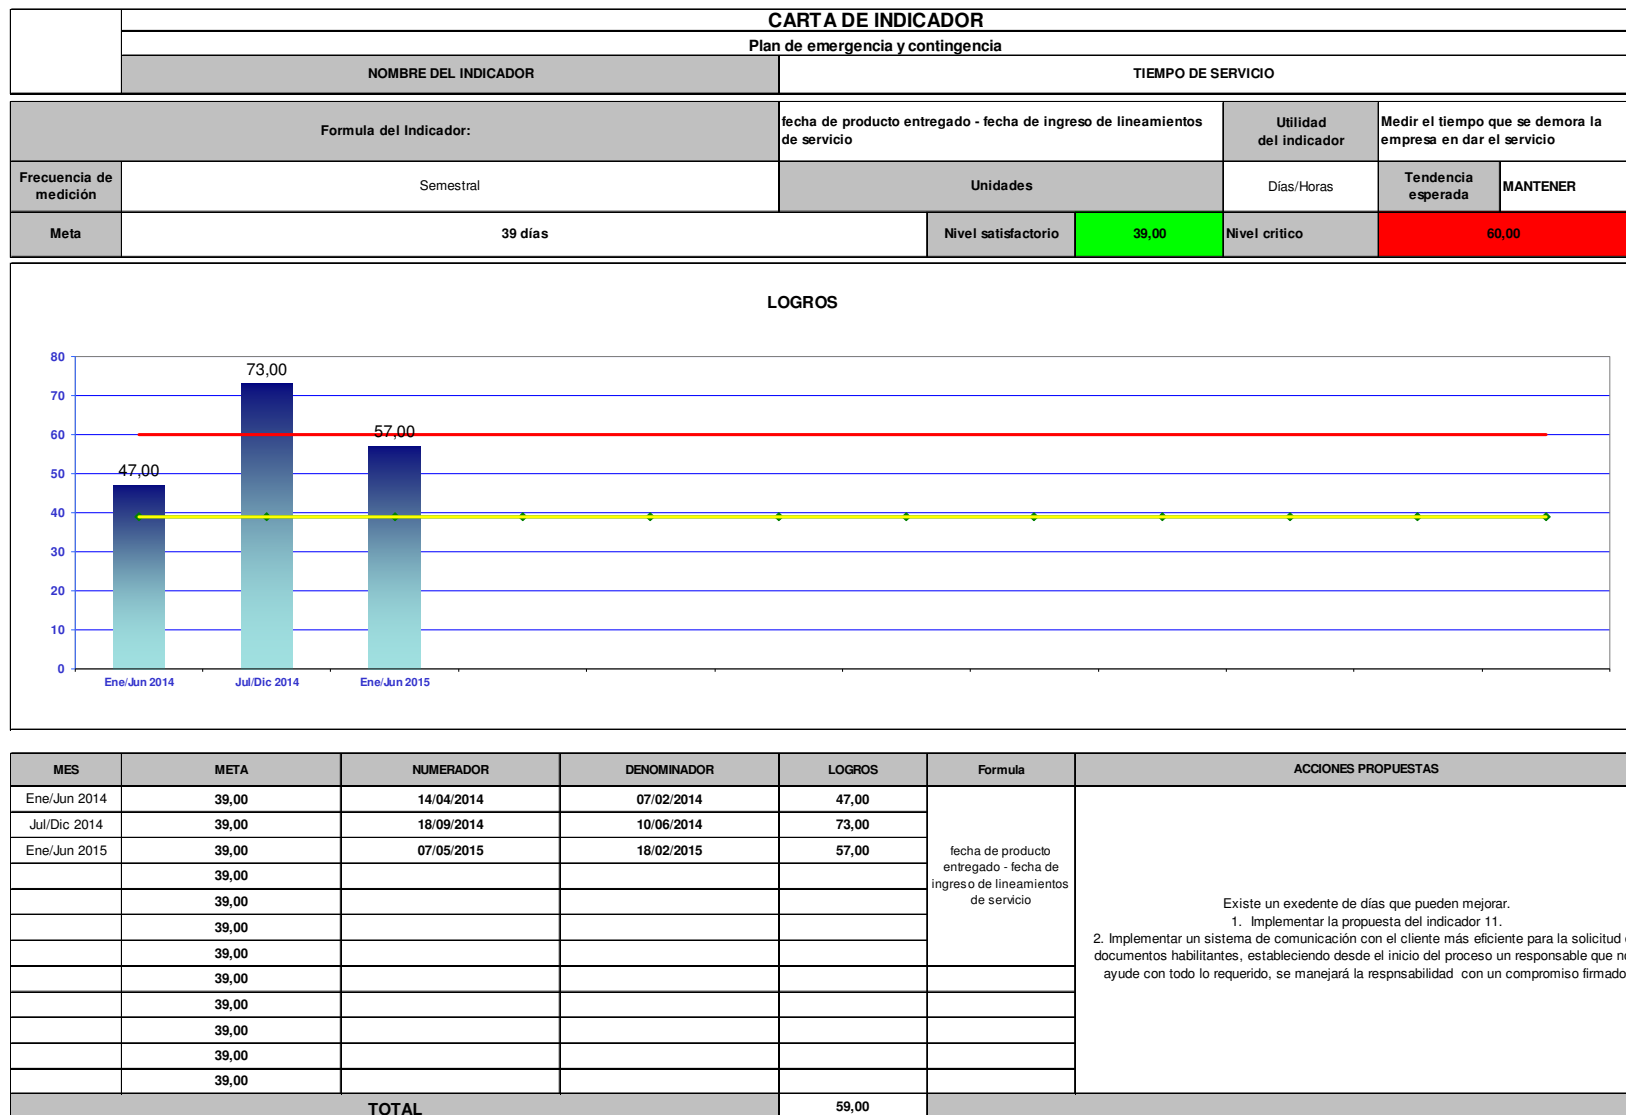 CARTA DE INDICADOR
Plan de emergencia y contingencia
NOMBRE DEL INDICADOR
TIEMPO DE SERVICIO
Formula del Indicador:
fecha de producto entregado - fecha de ingreso de lineamientos
de servicio
Utilidad
del indicador
Medir el tiempo que se demora la
empresa en dar el servicio
Frecuencia de
medición
Semestral
Unidades
Días/Horas
Tendencia
esperada
MANTENER
Meta
39 días
Nivel satisfactorio
39,00
Nivel critico
60,00
LOGROS
80
70
60
50
40
30
20
10
0
47,00
73,00
57,00
Ene/Jun 2014
Jul/Dic 2014
Ene/Jun 2015
MES META NUMERADOR DENOMINADOR LOGROS Formula ACCIONES PROPUESTAS
Ene/Jun 2014 39,00 14/04/2014 07/02/2014 47,00
Jul/Dic 2014 39,00 18/09/2014 10/06/2014 73,00
Ene/Jun 2015 39,00 07/05/2015 18/02/2015 57,00
39,00
39,00
39,00
39,00
39,00
39,00
39,00
39,00
39,00
fecha de producto
entregado - fecha de
ingreso de lineamientos
de servicio
Existe un exedente de días que pueden mejorar.
1. Implementar la propuesta del indicador 11.
2. Implementar un sistema de comunicación con el cliente más eficiente para la solicitud
documentos habilitantes, estableciendo desde el inicio del proceso un responsable que
ayude con todo lo requerido, se manejará la respnsabilidad con un compromiso firmado
TOTAL 59,00